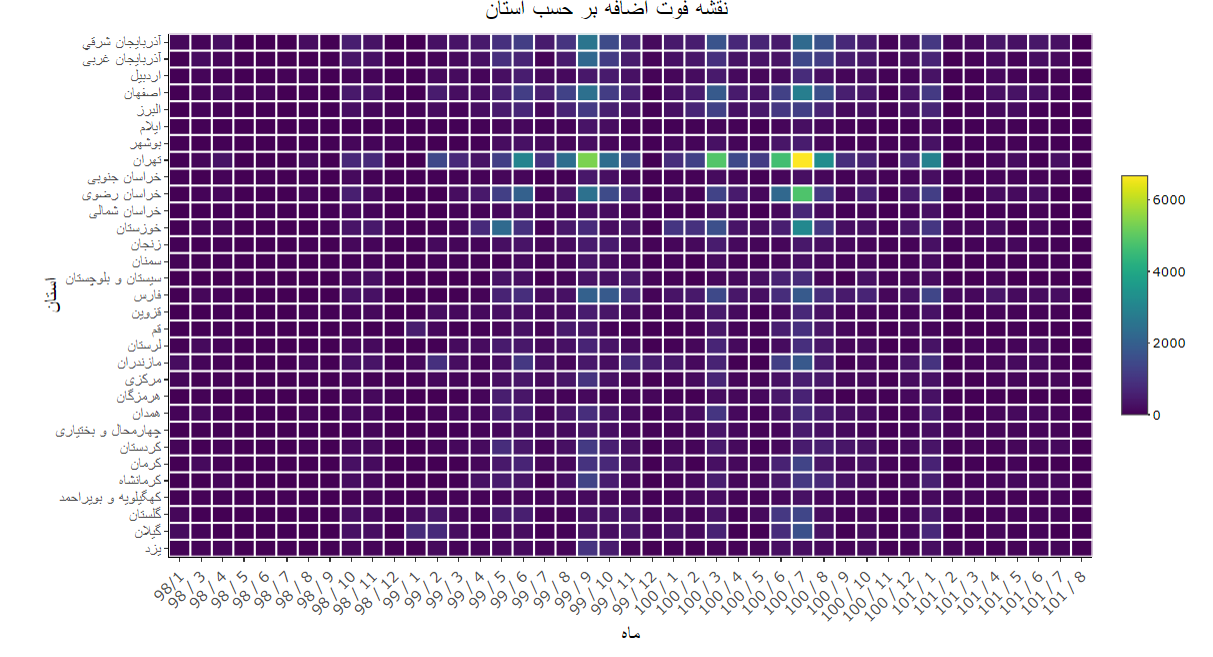 نقشه فوت اضافه بر حسب استان
آذربایجان شرقي
آذربایجان غربی
اردبیل
اصفهان
البرز
ایلام
بوشهر
تهران
خراسان جنوبی
خراسان رضوی
خراسان شمالی
خوزستان
زنجان
سمنان
سیستان و بلوچستان
فارس
قزوین
قم
لرستان
مازندران
مرکزی
هرمزگان
همدان
چهارمحال و بختیاری
کردستان
کرمان
کرمانشاه
کهگیلویه و بویراحمد
گلستان
گیلان
یزد
استان
98 / 1
98 / 3
98 / 4
98 / 5
98 / 6
98 / 7
98 / 8
98 / 9
98 / 10
98 / 11
98 / 12
99 / 1
99 / 2
99 / 3
99 / 4
99 / 5
99 / 6
99 / 7
99 / 8
99 / 9
99 / 10
99 / 11
99 / 12
100 / 1
100 / 2
100 / 3
100 / 4
100 / 5
100 / 6
100 / 7
100 / 8
100 / 9
100 / 10
100 / 11
100 / 12
101 / 1
101 / 2
101 / 3
101 / 4
101 / 5
101 / 6
101 / 7
101 / 8
ماه
6000
4000
2000
0